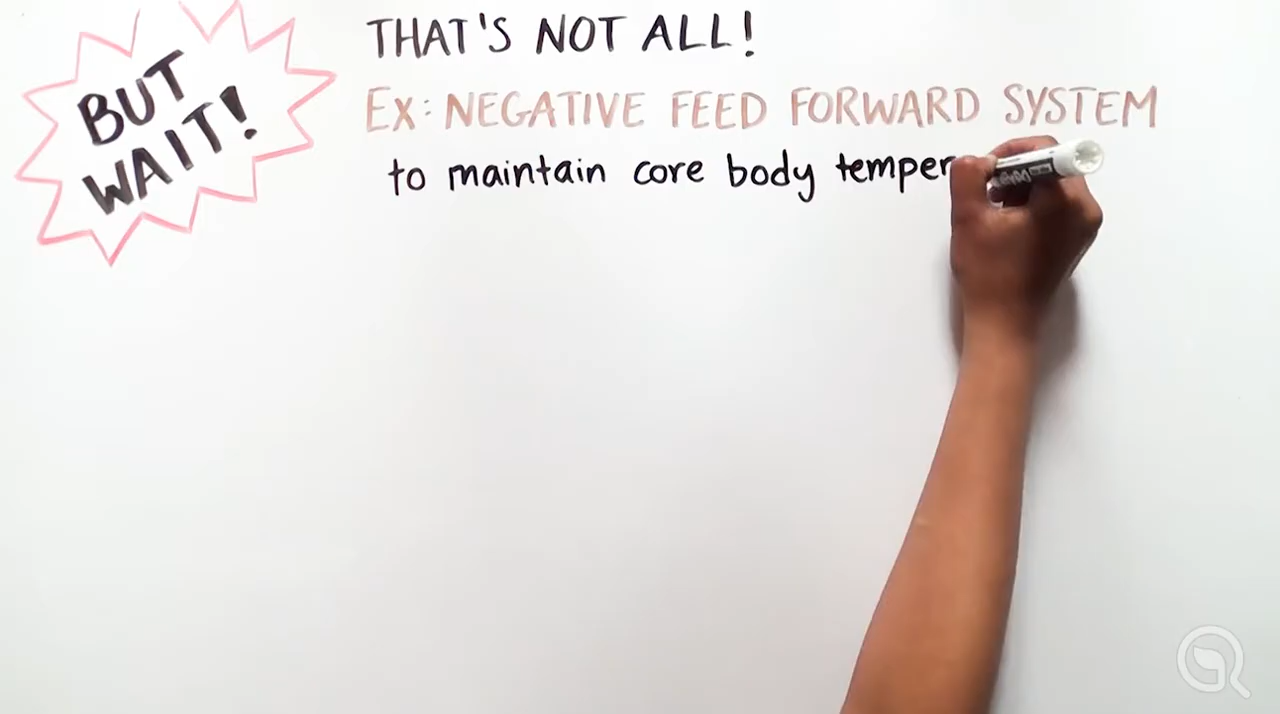 BUT
WAIT!
THAT'S NOT ALL!
EX: NEGATIVE FEED FORWARD SYSTEM
to maintain core body temper